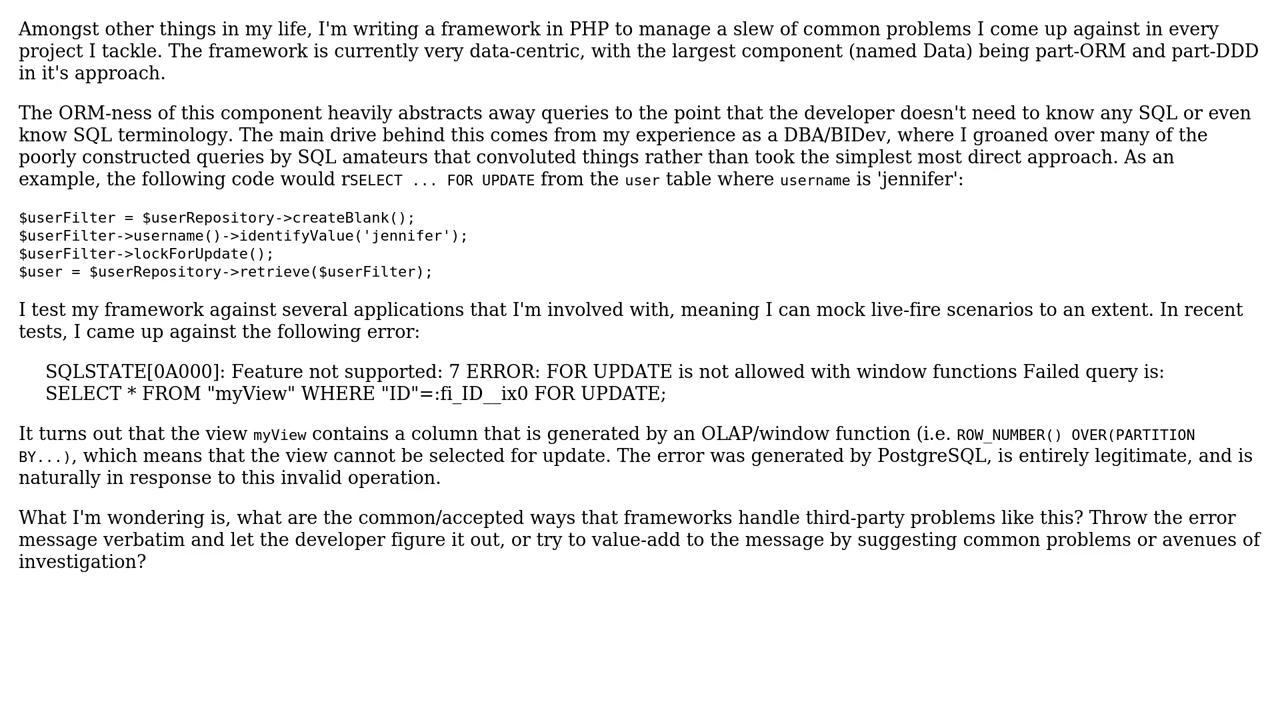 Amongst other things in my life, I'm writing a framework in PHP to manage a slew of common problems I come up against in every
project I tackle. The framework is currently very data-centric, with the largest component (named Data) being part-ORM and part-DDD
in it's approach.
The ORM-ness of this component heavily abstracts away queries to the point that the developer doesn't need to know any SQL or even
know SQL terminology. The main drive behind this comes from my experience as a DBA/BIDev, where I groaned over many of the
poorly constructed queries by SQL amateurs that convoluted things rather than took the simplest most direct approach. As an
example, the following code would rSELECT ... FOR UPDATE from the user table where username is 'jennifer':
$userFilter = $userRepository->createBlank();
$userFilter->username()->identifyValue('jennifer');
$userFilter->lockForUpdate();
$user = $userRepository->retrieve($userFilter);
I test my framework against several applications that I'm involved with, meaning I can mock live-fire scenarios to an extent. In recent
tests, I came up against the following error:
SQLSTATE[0A000]: Feature not supported: 7 ERROR: FOR UPDATE is not allowed with window functions Failed query is:
SELECT * FROM "myView" WHERE "ID"=:fi_ID__ix0 FOR UPDATE;
It turns out that the view myView contains a column that is generated by an OLAP/window function (i.e. ROW_NUMBER() OVER(PARTITION
BY...), which means that the view cannot be selected for update. The error was generated by PostgreSQL, is entirely legitimate, and is
naturally in response to this invalid operation.
What I'm wondering is, what are the common/accepted ways that frameworks handle third-party problems like this? Throw the error
message verbatim and let the developer figure it out, or try to value-add to the message by suggesting common problems or avenues of
investigation?